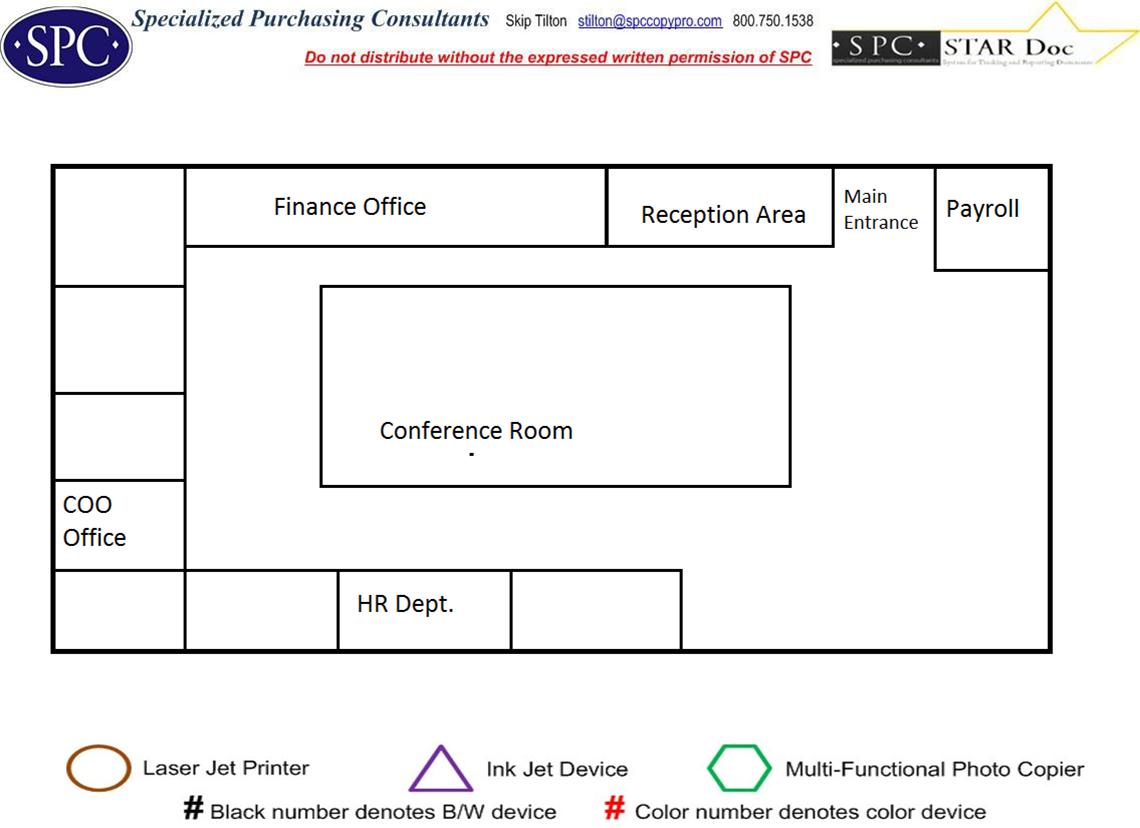 Specialized Purchasing Consultants Skip Tilton stilton@spccopypro.com 800.750.1538
SPC
Do not distribute without the expressed written permission of SPC
SPC STAR Doc
specialized purchasing consultants System for Tracking and Reporting Documents
Finance Office
Reception Area
Main
Entrance
Payroll
Conference Room
COO
Office
HR Dept.
Laser Jet Printer
Ink Jet Device
Multi-Functional Photo Copier
# Black number denotes B/W device
# Color number denotes color device